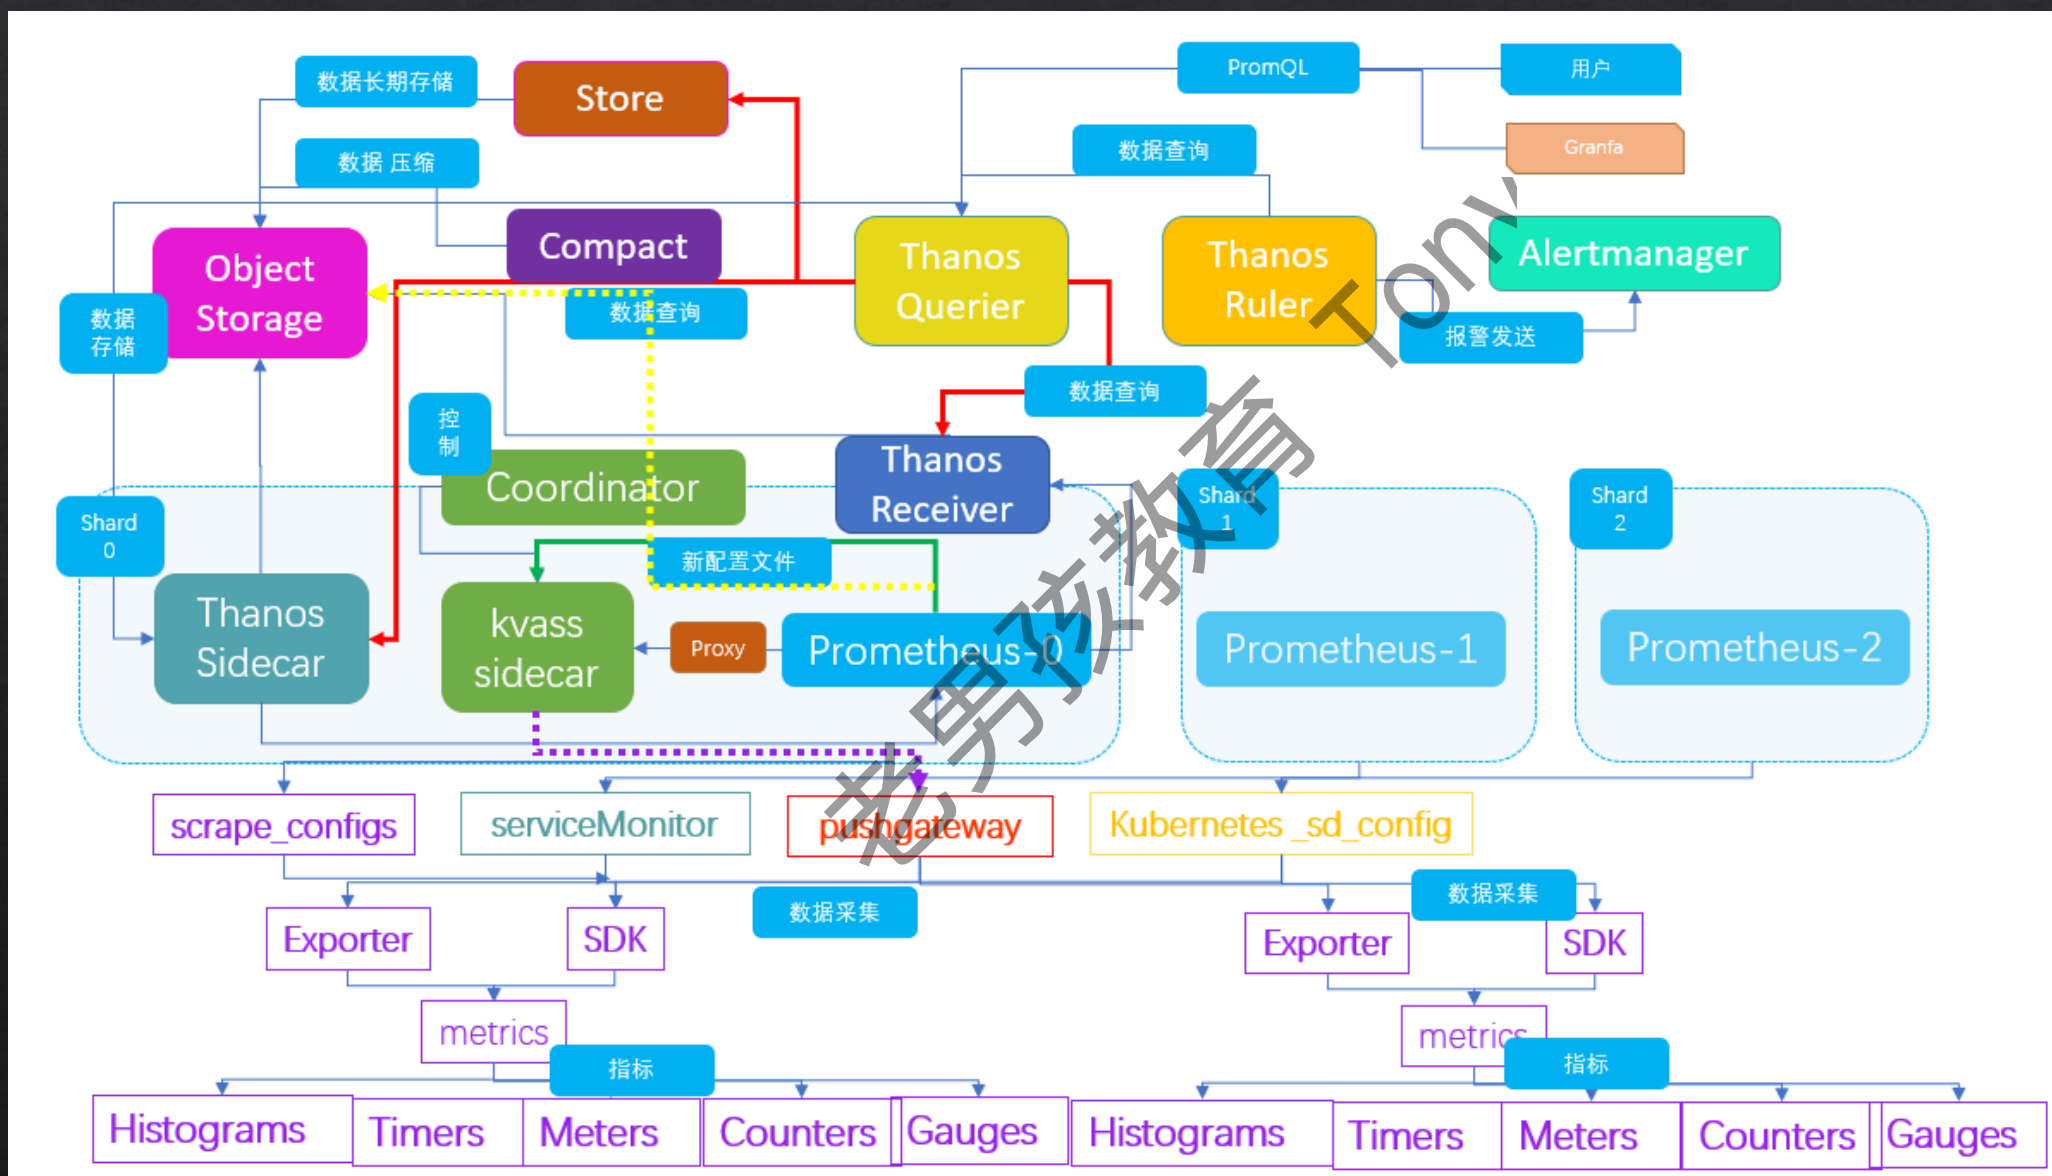 数据长期存储
Store
PromQL
用户
数据 压缩
数据查询
Granfa
Object
Storage
Compact
Thanos
Querier
Thanos
Ruler
Alertmanager
数据
存储
数据查询
报警发送
数据查询
控
制
Coordinator
Thanos
Receiver
Shard
0
Shard
1
Shard
2
新配置文件
Thanos
Sidecar
kvass
sidecar
Proxy
Prometheus-0
Prometheus-1
Prometheus-2
scrape_configs
serviceMonitor
pushgateway
Kubernetes _sd_config
数据采集
数据采集
Exporter
SDK
Exporter
SDK
metrics
指标
metrics
指标
Histograms
Timers
Meters
Counters
Gauges
Histograms
Timers
Meters
Counters
Gauges
老男孩教育 Tony